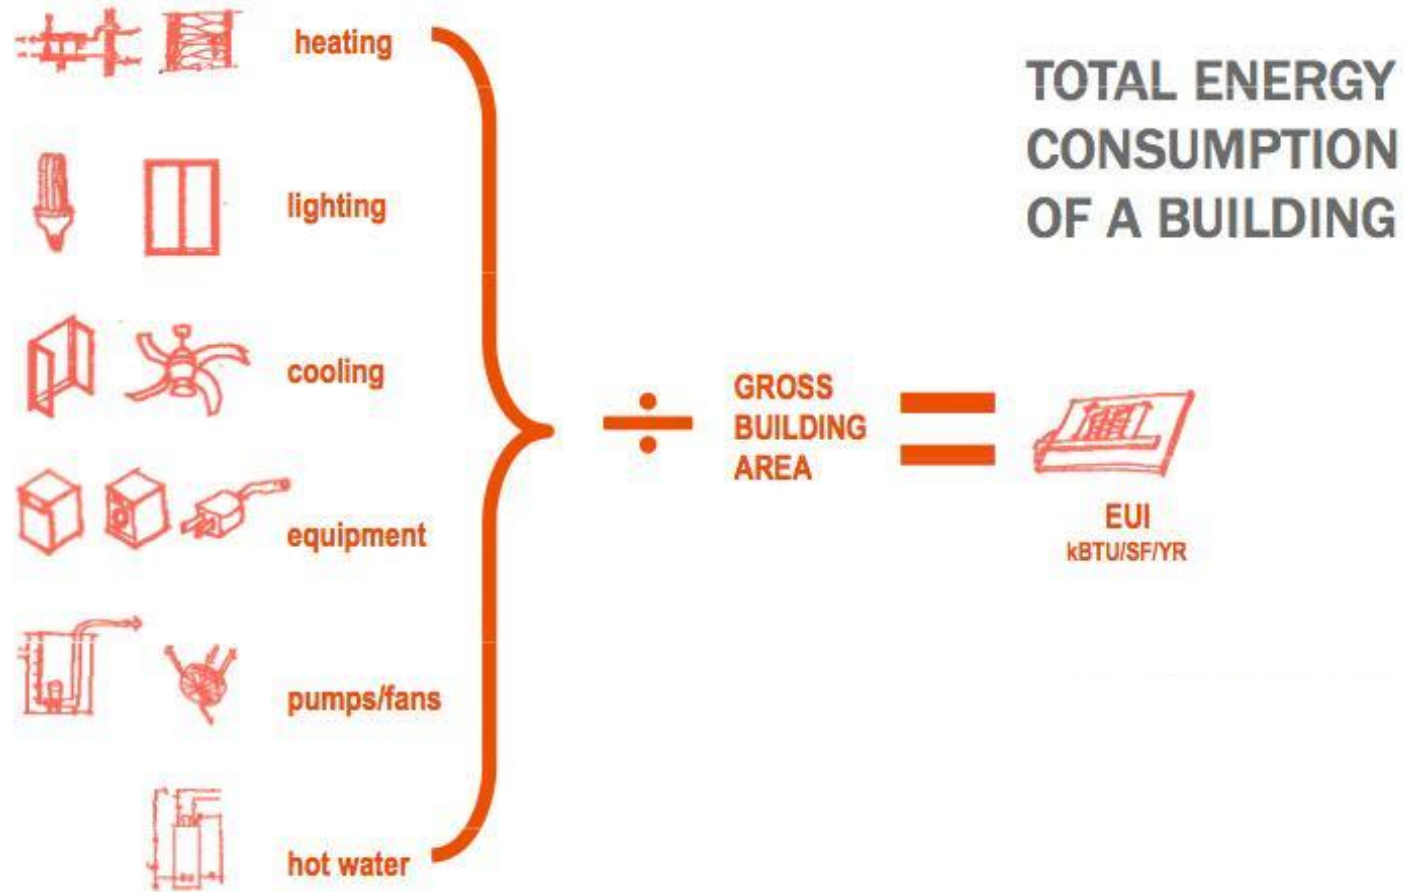 heating
TOTAL ENERGY
CONSUMPTION
OF A BUILDING
lighting
cooling
GROSS
BUILDING
AREA
EUI
kBTU/SF/YR
equipment
pumps/fans
hot water